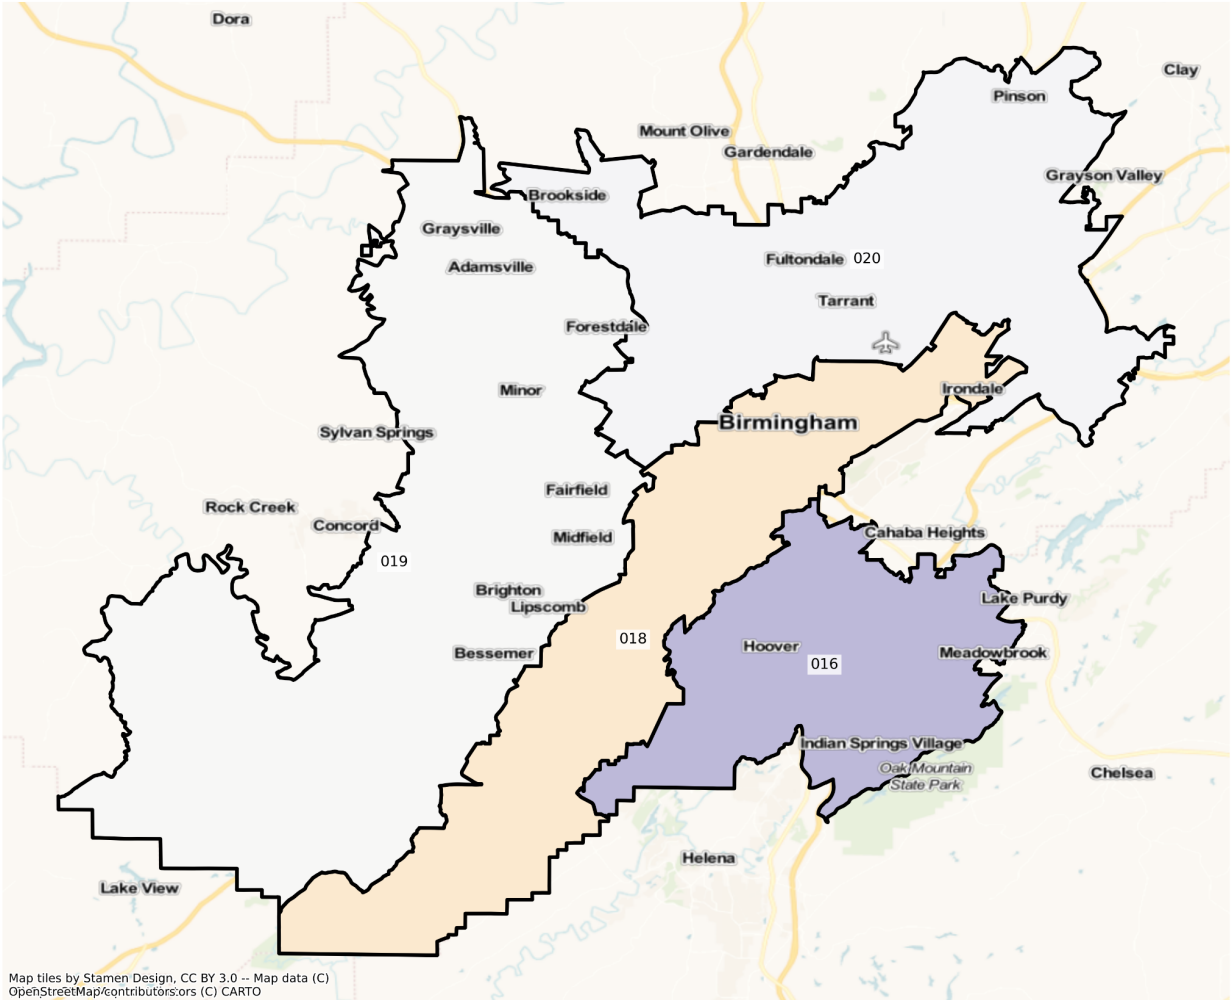 Dora
Clay
Pinson
Mount Olive
Gardendale
Grayson Valley
Brookside
Graysville
Fultondale 020
Adamsville
Tarrant
Forestdale
Minor
Irondale
Birmingham
Sylvan Springs
Fairfield
Rock Creek
Concord
Cahaba Heights
Midfield
019
Brighton
Lake Purdy
Lipscomb
018
Hoover
Bessemer
Meadowbrook
016
Indian Springs Village
Oak Mountain
State Park
Chelsea
Helena
Lake View
Map tiles by Stamen Design, CC BY 3.0 -- Map data (C)
OpenStreetMap contributors (C) CARTO